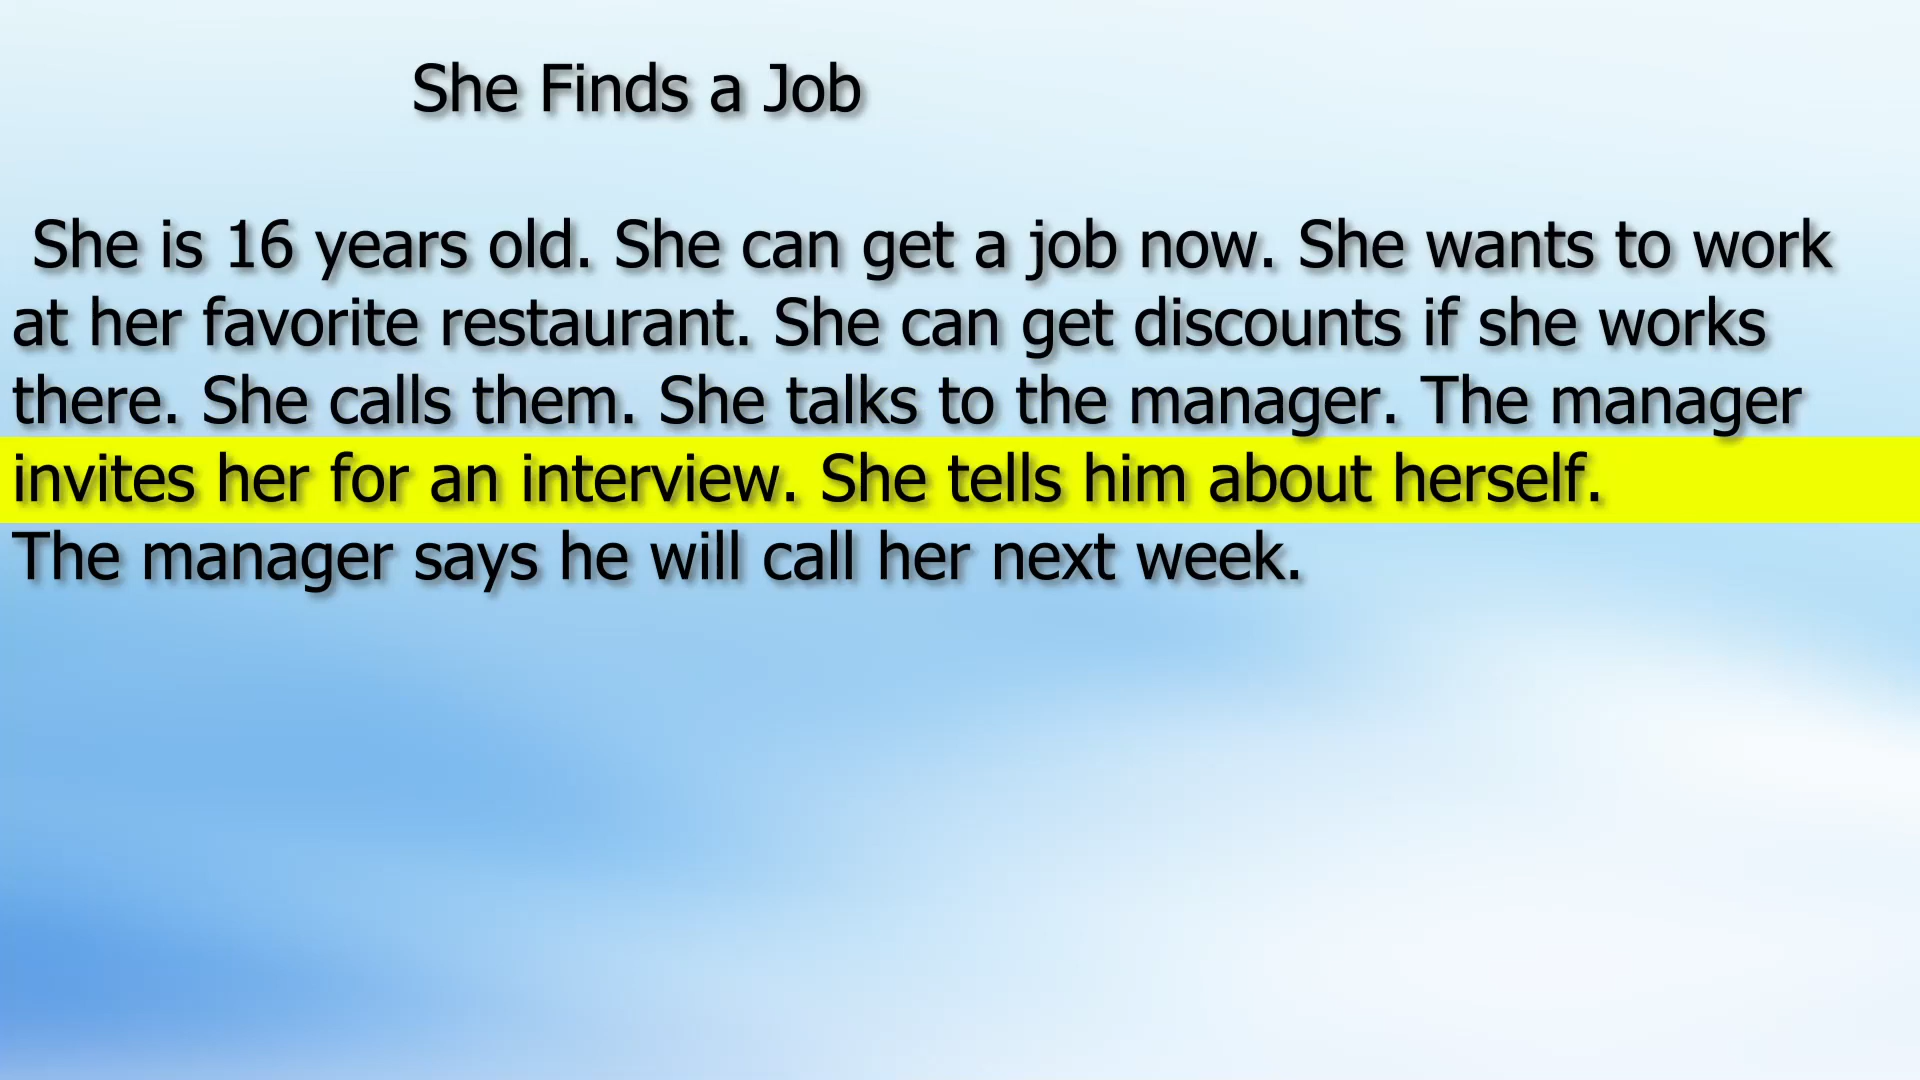 She Finds a Job
She is 16 years old. She can get a job now. She wants to work
at her favorite restaurant. She can get discounts if she works
there. She calls them. She talks to the manager. The manager
invites her for an interview. She tells him about herself.
The manager says he will call her next week.